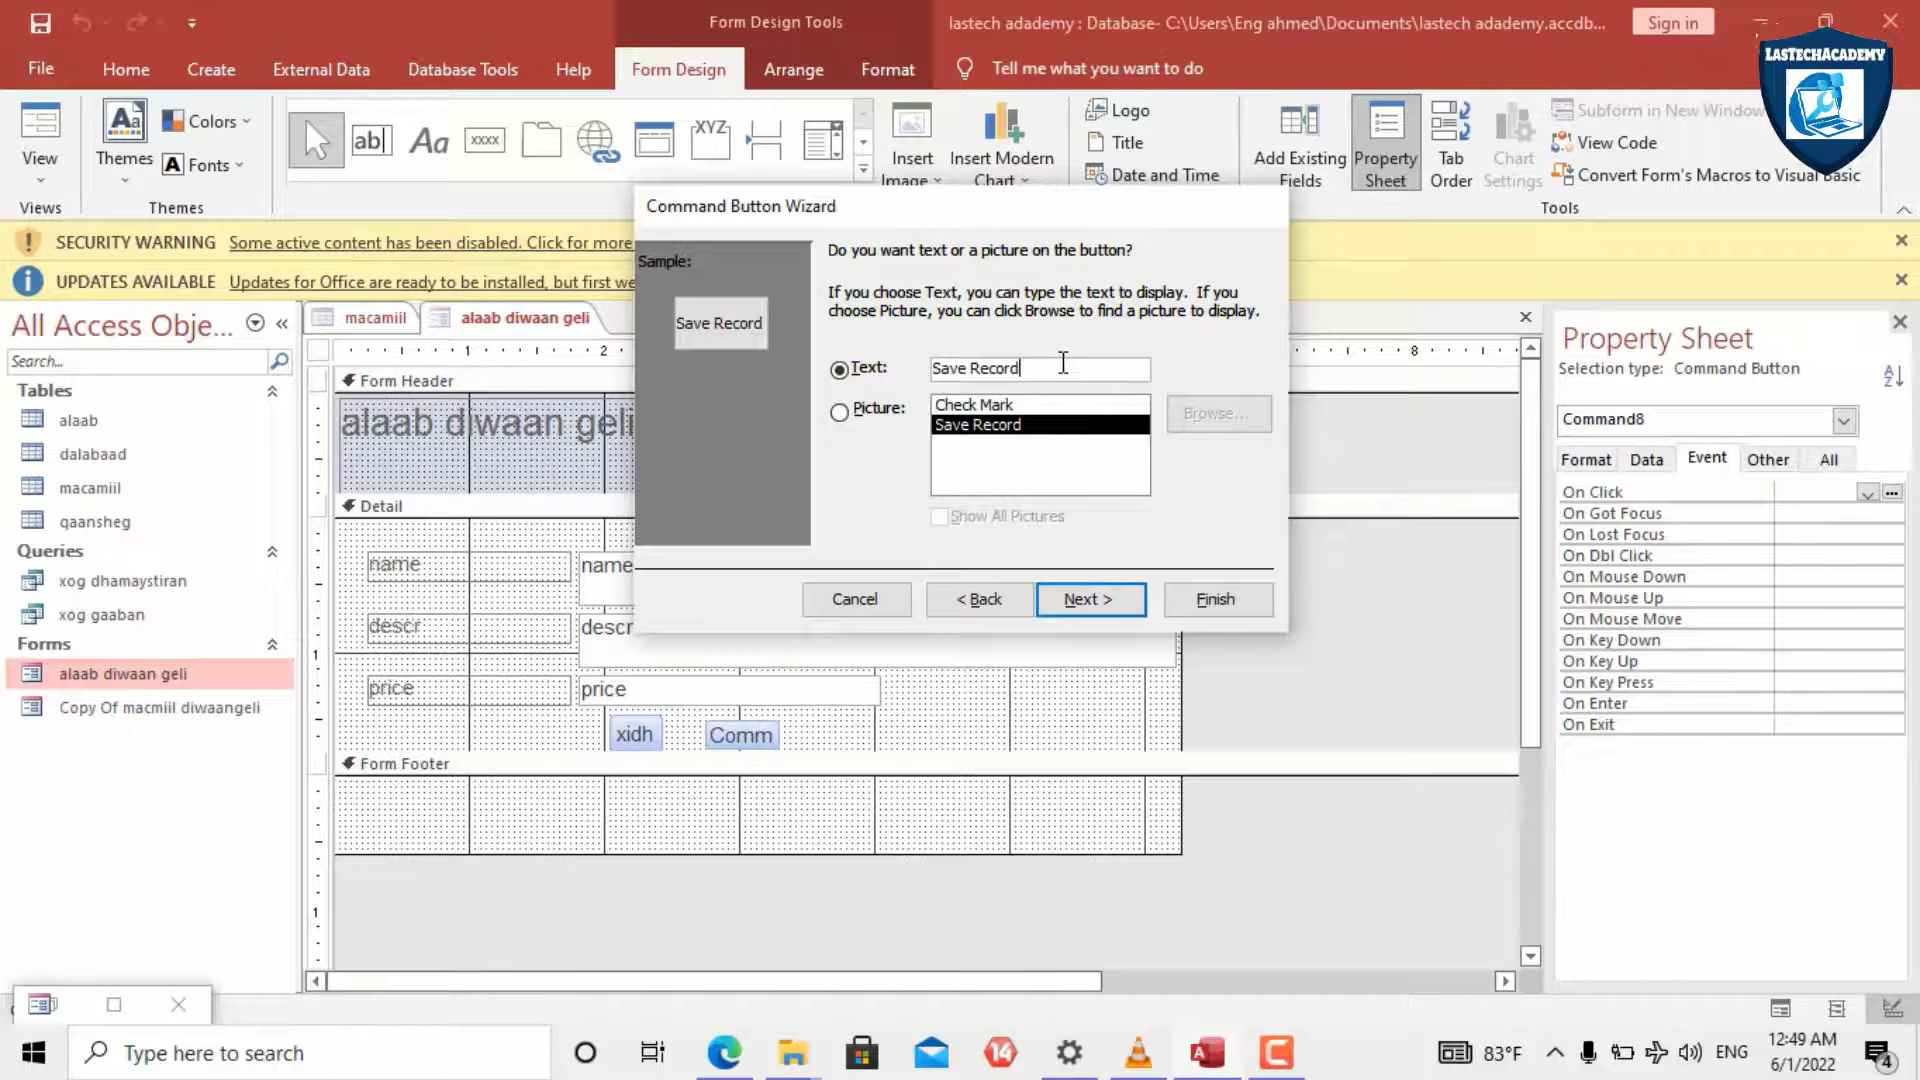 Form Design Tools
lastech adademy : Database- C:\Users\Eng ahmed\Documents\lastech adademy.accdb...
Sign in
File
Home
Create
External Data
Database Tools
Help
Form Design
Arrange
Format
Tell me what you want to do
LASTECHACADEMY
View
Views
Themes
Colors
Fonts
Themes
ab
Aa
xxxx
XYZ
Insert
Image
Insert Modern
Chart
Logo
Title
Date and Time
Add Existing
Fields
Property
Sheet
Tab
Order
Chart
Settings
Subform in New Window
View Code
Convert Form's Macros to Visual Basic
Tools
SECURITY WARNING Some active content has been disabled. Click for more
UPDATES AVAILABLE Updates for Office are ready to be installed, but first we
All Access Obje...
Search...
Tables
alaab
dalabaad
macamiil
qaansheg
Queries
xog dhamaystiran
xog gaaban
Forms
alaab diwaan geli
Copy Of macmiil diwaangeli
macamiil
alaab diwaan geli
1
2
8
Form Header
alaab diwaan geli
Detail
name
name
descr
descr
1
price
price
xidh
Comm
Form Footer
1
Command Button Wizard
Sample:
Save Record
Do you want text or a picture on the button?
If you choose Text, you can type the text to display. If you
choose Picture, you can click Browse to find a picture to display.
Text:
Save Record
Picture:
Check Mark
Save Record
Browse...
Show All Pictures
Cancel
< Back
Next >
Finish
Property Sheet
Selection type: Command Button
A
Z
Command8
Format
Data
Event
Other
All
On Click
On Got Focus
On Lost Focus
On Dbl Click
On Mouse Down
On Mouse Up
On Mouse Move
On Key Down
On Key Up
On Key Press
On Enter
On Exit
Type here to search
14
83°F
ENG
12:49 AM
6/1/2022
4